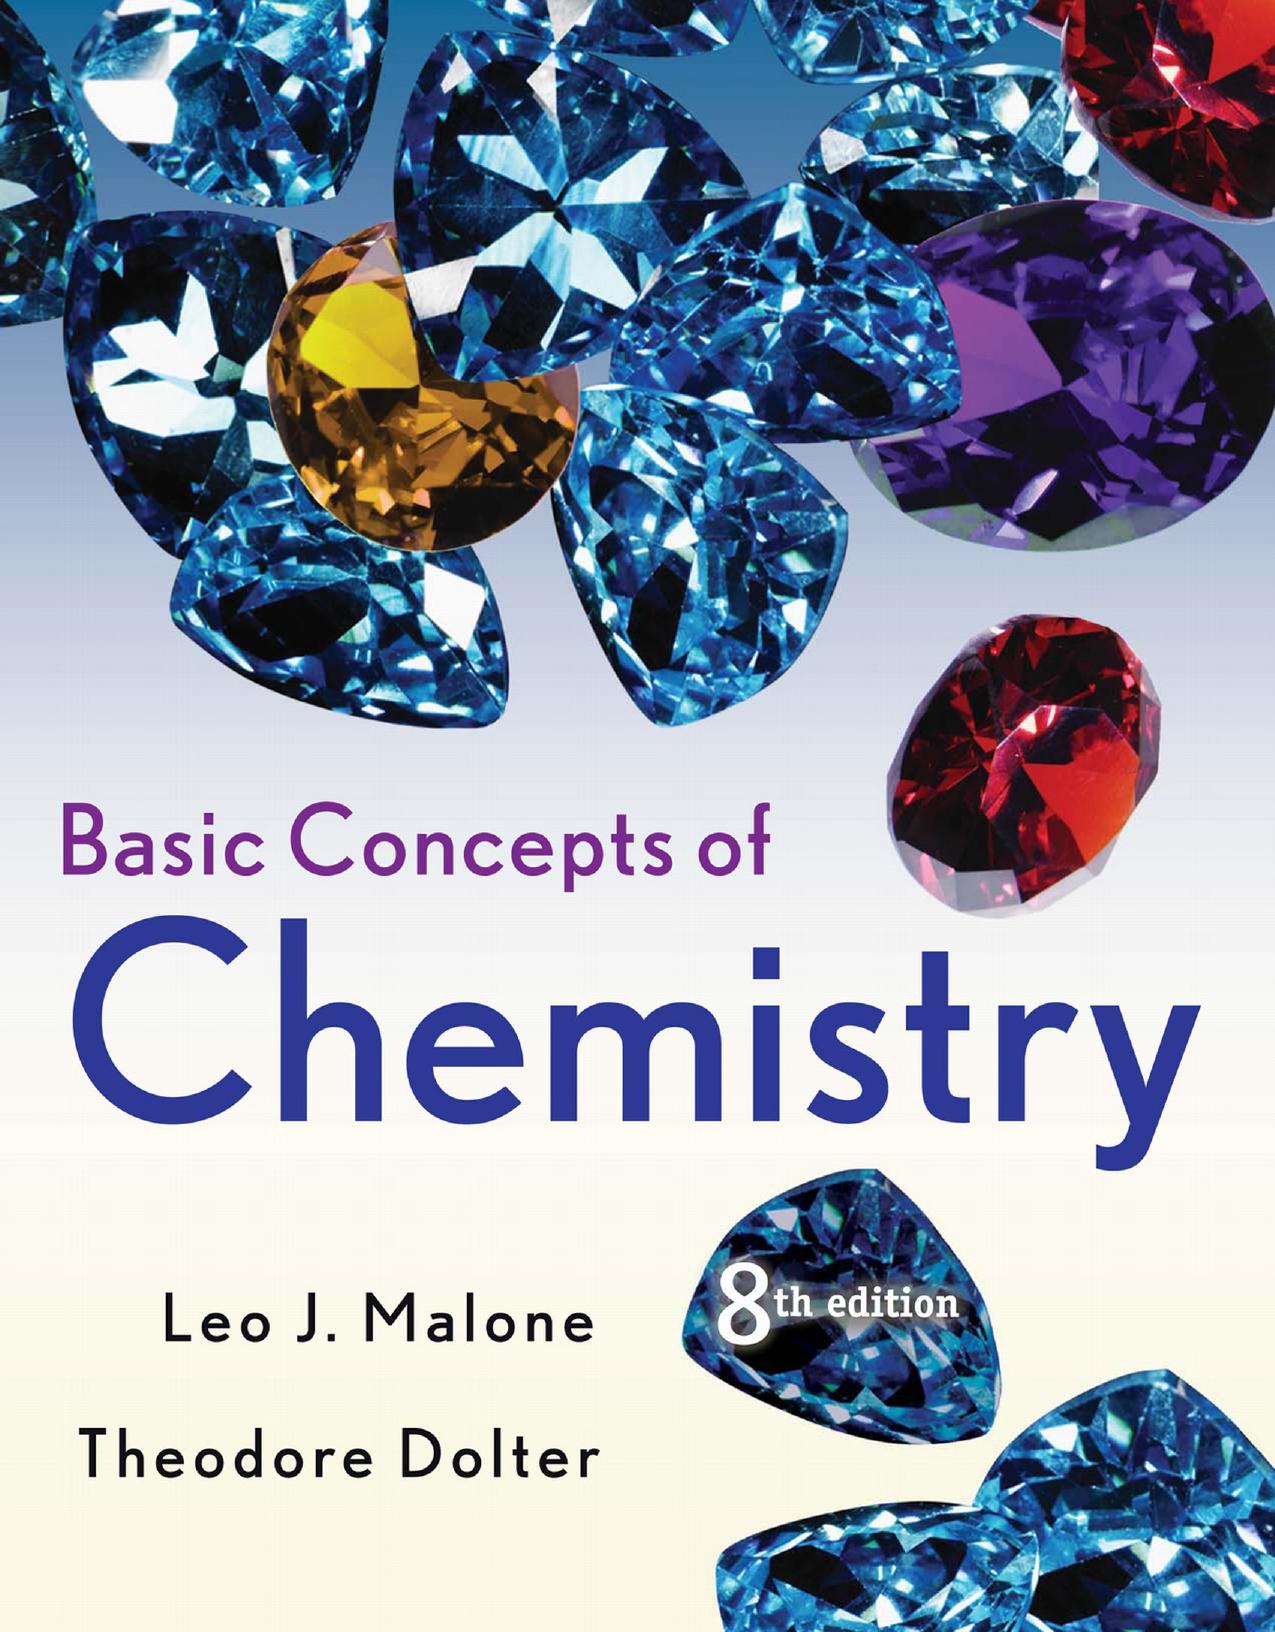 Basic Concepts of
Chemistry
Leo J. Malone
8th edition
Theodore Dolter